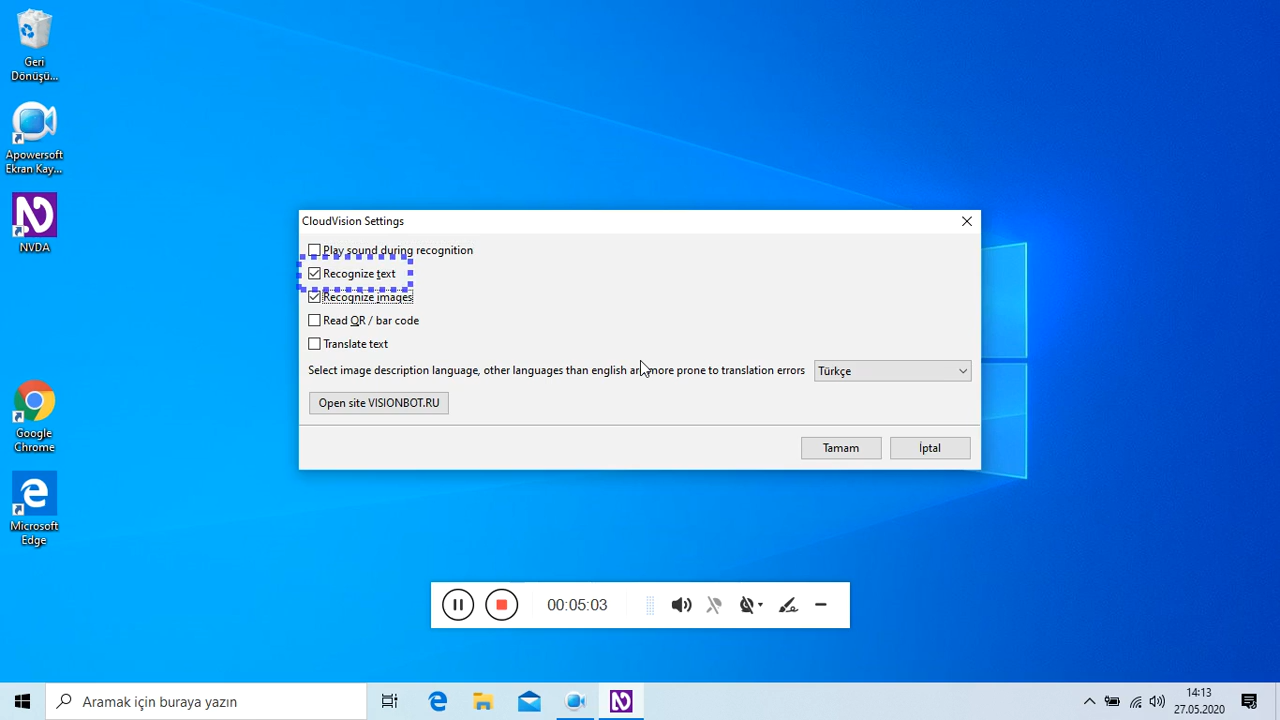 Geri
Dönüşü...
Apowersoft
Ekran Kay...
NVDA
Google
Chrome
Microsoft
Edge
CloudVision Settings
Play sound during recognition
Recognize text
Recognize images
Read QR / bar code
Translate text
Select image description language, other languages than english are more prone to translation errors
Türkçe
Open site VISIONBOT.RU
Tamam
İptal
00:05:03
Aramak için buraya yazın
14:13
27.05.2020